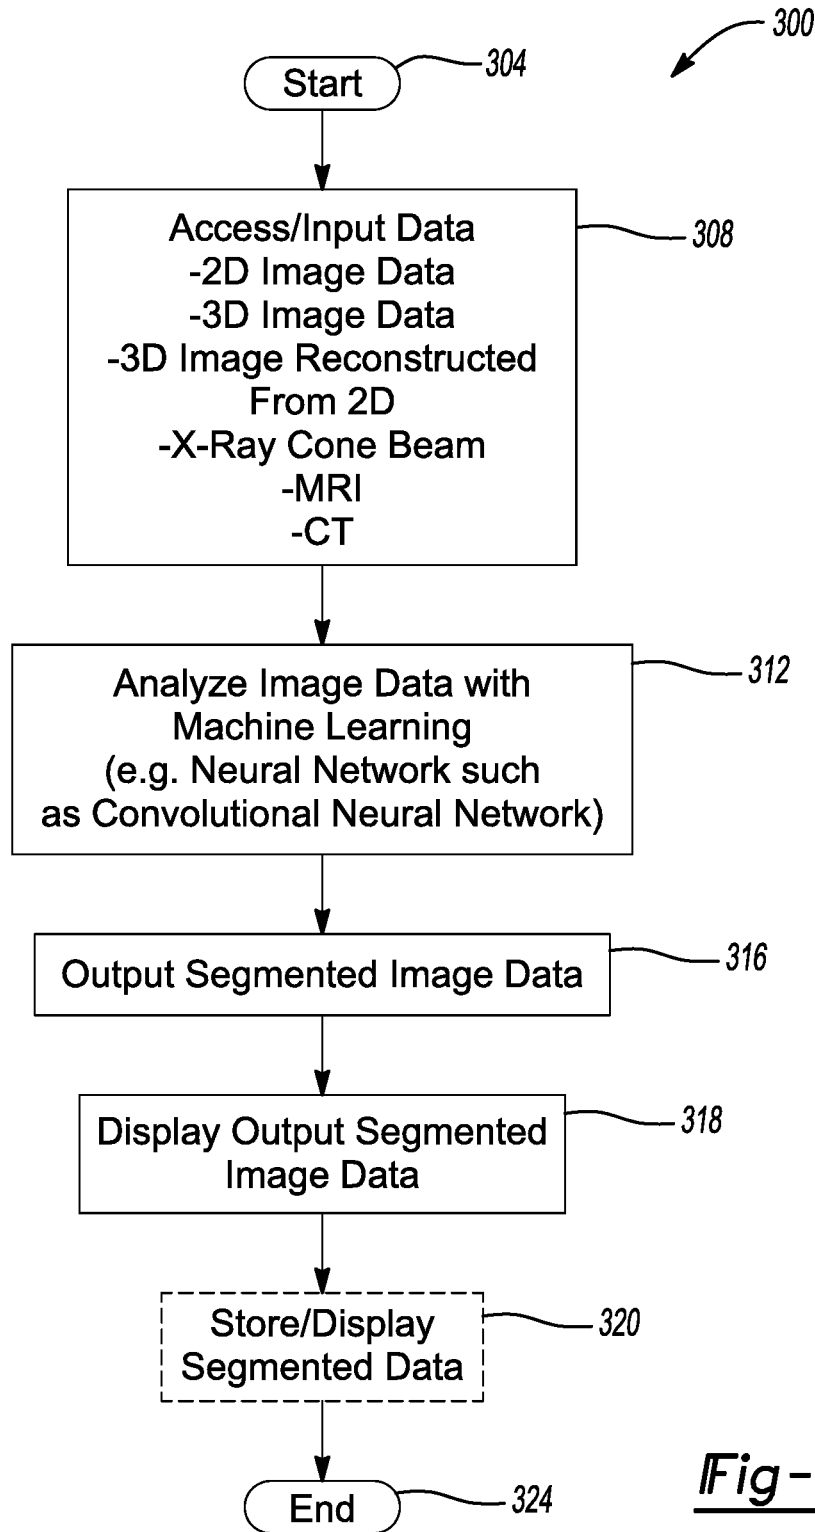 300
Start
304
Access/Input Data
-2D Image Data
-3D Image Data
-3D Image Reconstructed
From 2D
-X-Ray Cone Beam
-MRI
-CT
308
Analyze Image Data with
Machine Learning
(e.g. Neural Network such
as Convolutional Neural Network)
312
Output Segmented Image Data
316
Display Output Segmented
Image Data
318
Store/Display
Segmented Data
320
End
324
Fig-